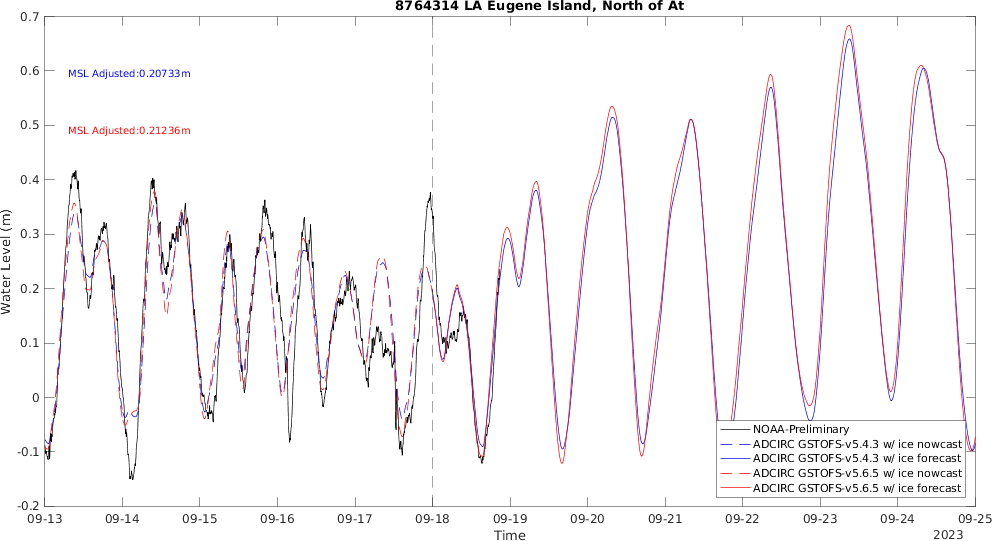 8764314 LA Eugene Island, North of At
0.7
0.6
0.5
0.4
0.3
0.2
0.1
0
-0.1
-0.2
Water Level (m)
MSL Adjusted:0.20733m
MSL Adjusted:0.21236m
NOAA-Preliminary
ADCIRC GSTOFS-v5.4.3 w/ ice nowcast
ADCIRC GSTOFS-v5.4.3 w/ ice forecast
ADCIRC GSTOFS-v5.6.5 w/ ice nowcast
ADCIRC GSTOFS-v5.6.5 w/ ice forecast
09-13 09-14 09-15 09-16 09-17 09-18 09-19 09-20 09-21 09-22 09-23 09-24 09-25
Time
2023